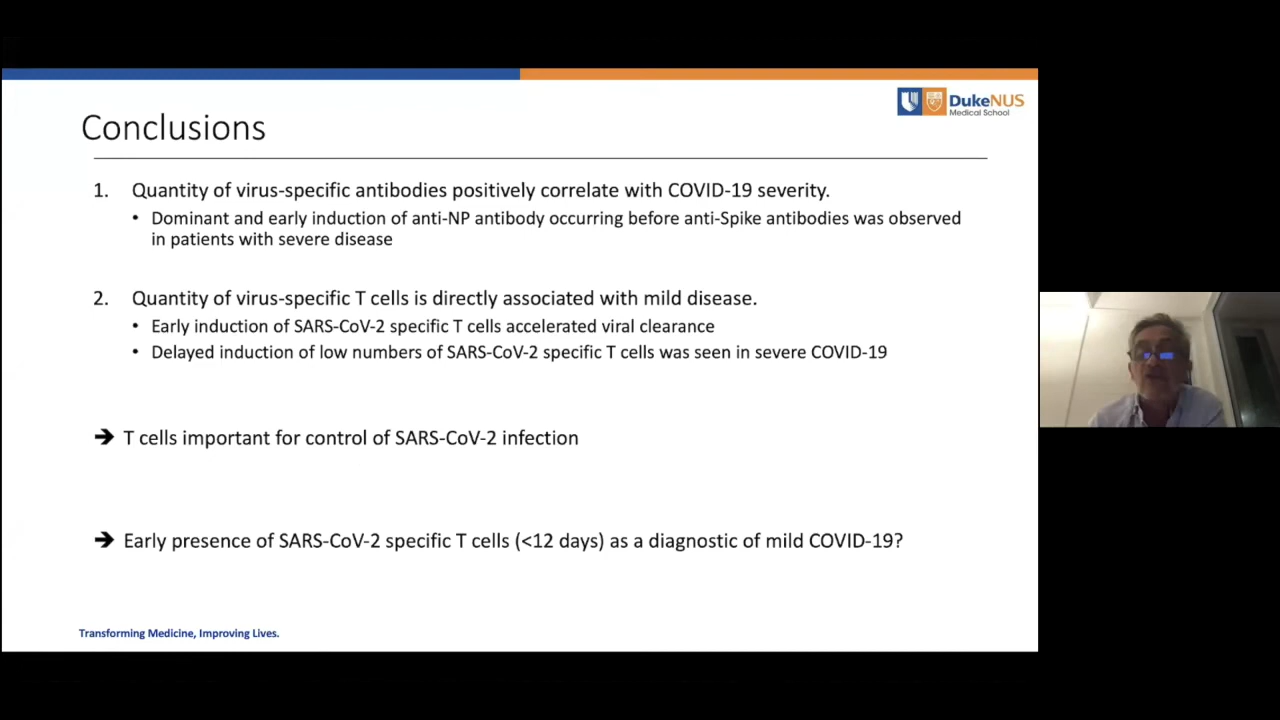 DukeNUS
Medical School
Conclusions
1. Quantity of virus-specific antibodies positively correlate with COVID-19 severity.
• Dominant and early induction of anti-NP antibody occurring before anti-Spike antibodies was observed
in patients with severe disease
2. Quantity of virus-specific T cells is directly associated with mild disease.
• Early induction of SARS-CoV-2 specific T cells accelerated viral clearance
• Delayed induction of low numbers of SARS-CoV-2 specific T cells was seen in severe COVID-19
➔ T cells important for control of SARS-CoV-2 infection
➔ Early presence of SARS-CoV-2 specific T cells (<12 days) as a diagnostic of mild COVID-19?
Transforming Medicine, Improving Lives.